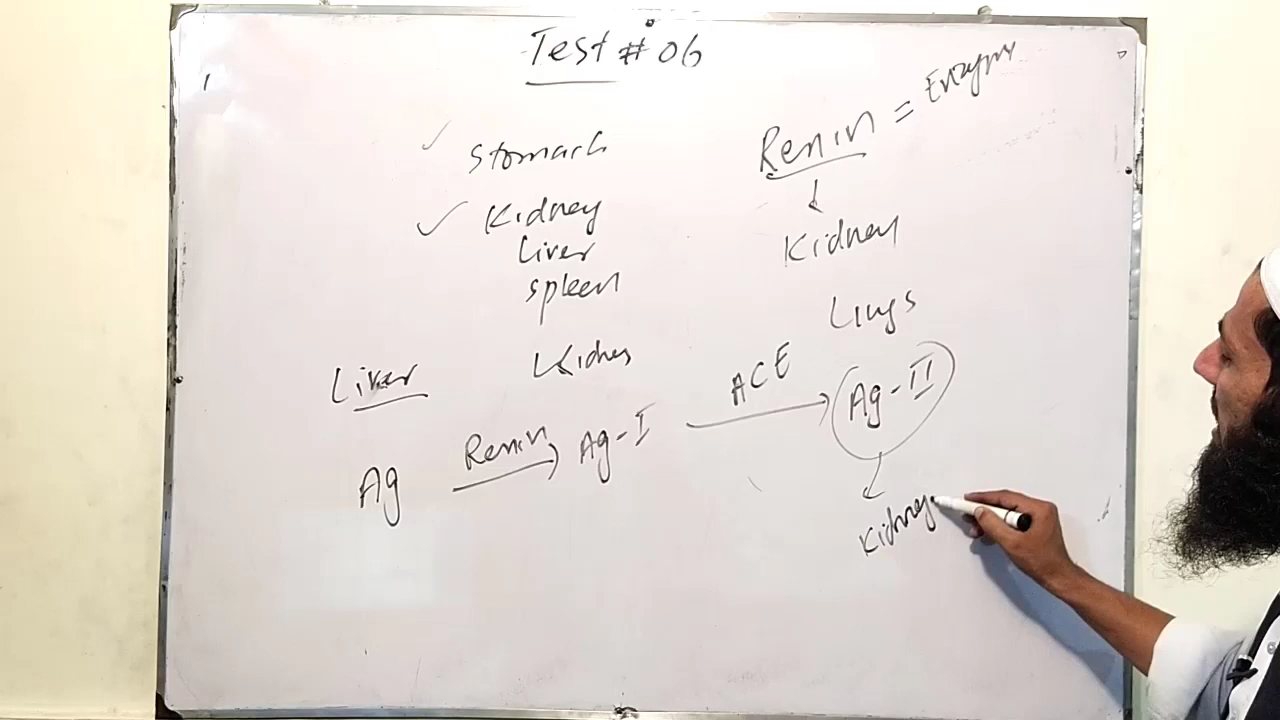 Test # 06
Stomach
Kidney
Liver
Spleen
Renin = Enzyme
Kidney
Lungs
Liver
Kidney
Ag Renin Ag-I ACE Ag-II
Kidney